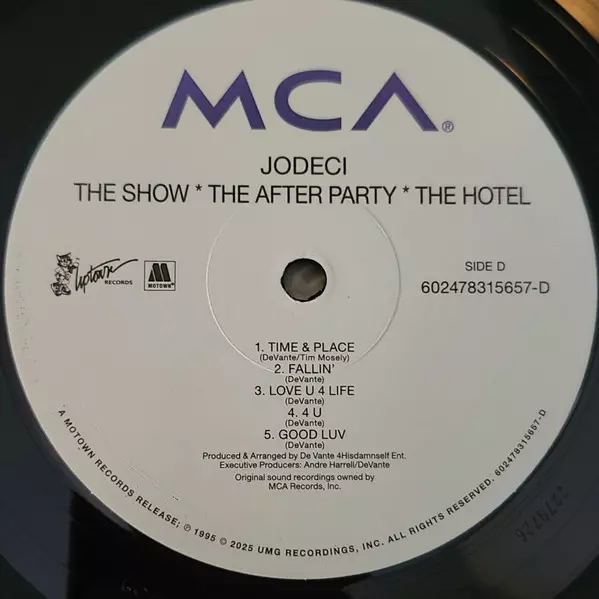 MCA®
JODECI
THE SHOW * THE AFTER PARTY * THE HOTEL
Uptown
RECORDS
M
MOTOWN
SIDE D
602478315657-D
1. TIME & PLACE
(DeVante/Tim Mosely)
2. FALLIN'
(DeVante)
3. LOVE U 4 LIFE
(DeVante)
4. 4 U
(DeVante)
5. GOOD LUV
(DeVante)
Produced & Arranged by De Vante 4Hisdamnself Ent.
Executive Producers: Andre Harrell/DeVante
Original sound recordings owned by
MCA Records, Inc.
A MOTOWN RECORDS RELEASE; ℗ 1995 © 2025 UMG RECORDINGS, INC. ALL RIGHTS RESERVED. 602478315657-D